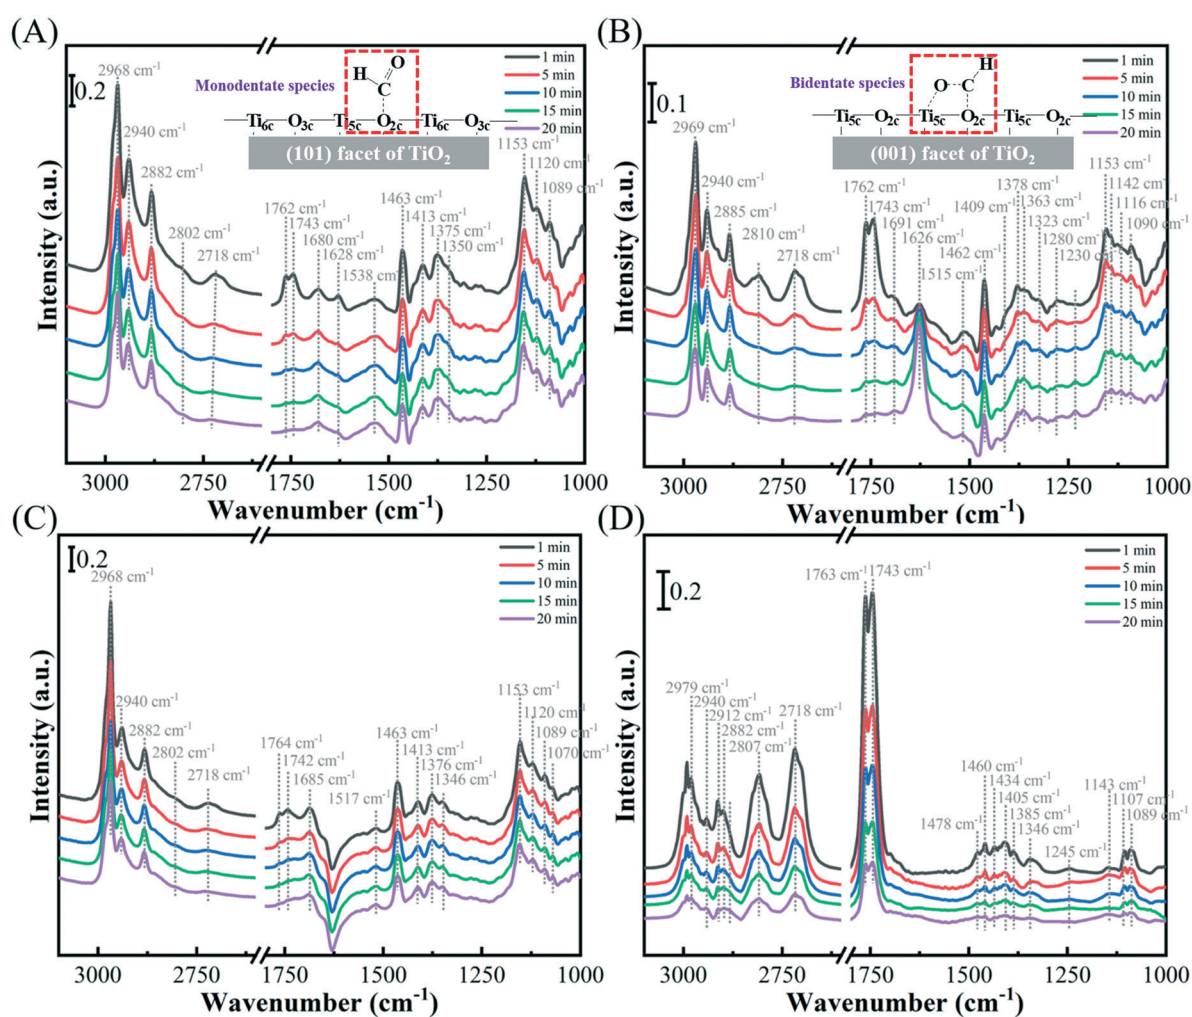 (A)
0.2
2968 cm⁻¹
2940 cm⁻¹
2882 cm⁻¹
2802 cm⁻¹
2718 cm⁻¹
Monodentate species
H
O
C
Ti6c
O3c
Ti5c
O2c
Ti6c
O3c
(101) facet of TiO2
1 min
5 min
10 min
15 min
20 min
1762 cm⁻¹
1743 cm⁻¹
1680 cm⁻¹
1628 cm⁻¹
1538 cm⁻¹
1463 cm⁻¹
1413 cm⁻¹
1375 cm⁻¹
1350 cm⁻¹
1153 cm⁻¹
1120 cm⁻¹
1089 cm⁻¹
Intensity (a.u.)
3000
2750
1750
1500
1250
1000
Wavenumber (cm⁻¹)
(B)
0.1
2969 cm⁻¹
2940 cm⁻¹
2885 cm⁻¹
2810 cm⁻¹
2718 cm⁻¹
Bidentate species
H
O
C
Ti5c
O2c
Ti5c
O2c
Ti5c
O2c
(001) facet of TiO2
1 min
5 min
10 min
15 min
20 min
1762 cm⁻¹
1743 cm⁻¹
1691 cm⁻¹
1626 cm⁻¹
1515 cm⁻¹
1462 cm⁻¹
1409 cm⁻¹
1378 cm⁻¹
1363 cm⁻¹
1323 cm⁻¹
1280 cm⁻¹
1230 cm⁻¹
1153 cm⁻¹
1142 cm⁻¹
1116 cm⁻¹
1090 cm⁻¹
Intensity (a.u.)
3000
2750
1750
1500
1250
1000
Wavenumber (cm⁻¹)
(C)
0.2
2968 cm⁻¹
2940 cm⁻¹
2882 cm⁻¹
2802 cm⁻¹
2718 cm⁻¹
1 min
5 min
10 min
15 min
20 min
1764 cm⁻¹
1742 cm⁻¹
1685 cm⁻¹
1517 cm⁻¹
1463 cm⁻¹
1413 cm⁻¹
1376 cm⁻¹
1346 cm⁻¹
1153 cm⁻¹
1120 cm⁻¹
1089 cm⁻¹
1070 cm⁻¹
Intensity (a.u.)
3000
2750
1750
1500
1250
1000
Wavenumber (cm⁻¹)
(D)
0.2
2979 cm⁻¹
2940 cm⁻¹
2912 cm⁻¹
2882 cm⁻¹
2807 cm⁻¹
2718 cm⁻¹
1763 cm⁻¹
1743 cm⁻¹
1 min
5 min
10 min
15 min
20 min
1478 cm⁻¹
1460 cm⁻¹
1434 cm⁻¹
1405 cm⁻¹
1385 cm⁻¹
1346 cm⁻¹
1245 cm⁻¹
1143 cm⁻¹
1107 cm⁻¹
1089 cm⁻¹
Intensity (a.u.)
3000
2750
1750
1500
1250
1000
Wavenumber (cm⁻¹)